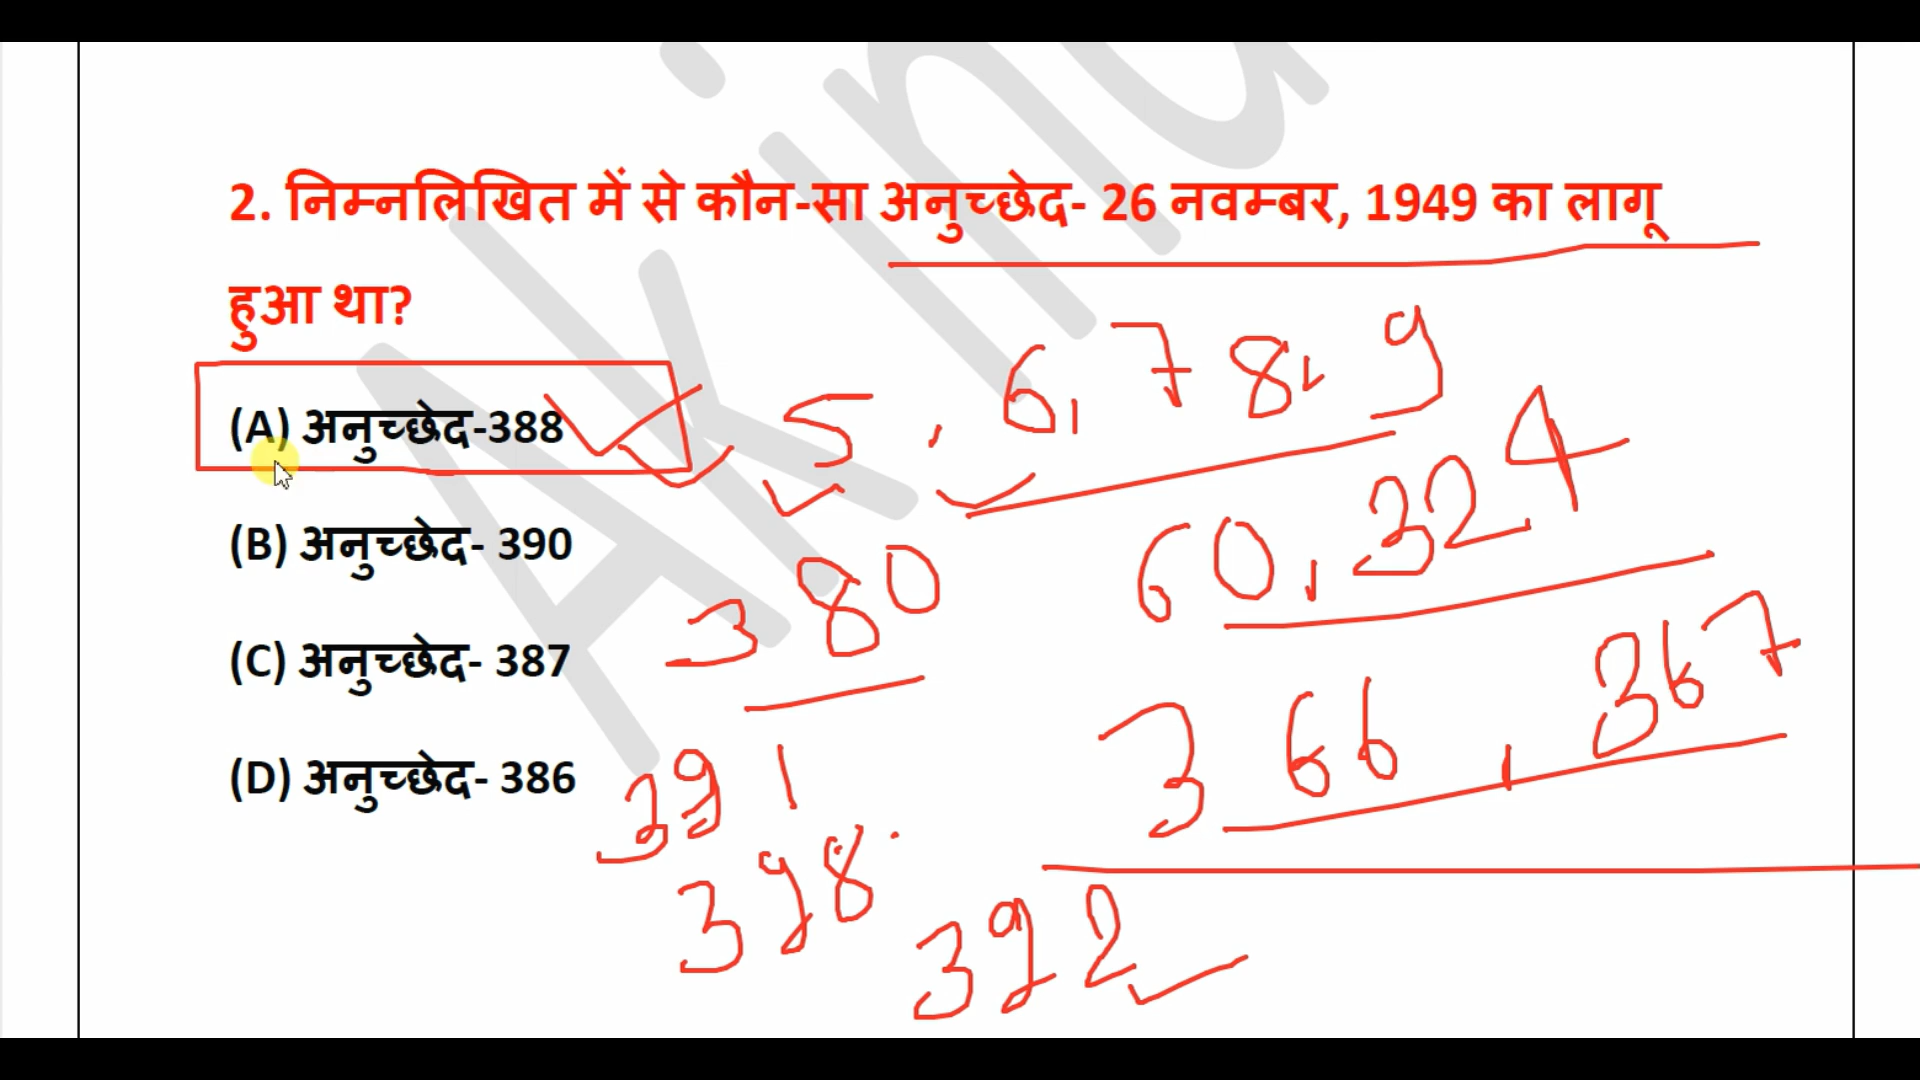 2. निम्नलिखित में से कौन-सा अनुच्छेद- 26 नवम्बर, 1949 का लागू
हुआ था?
(A) अनुच्छेद-388
5, 6, 7 8, 9
(B) अनुच्छेद- 390
380
60, 324
(C) अनुच्छेद- 387
366, 367
(D) अनुच्छेद- 386
391
392